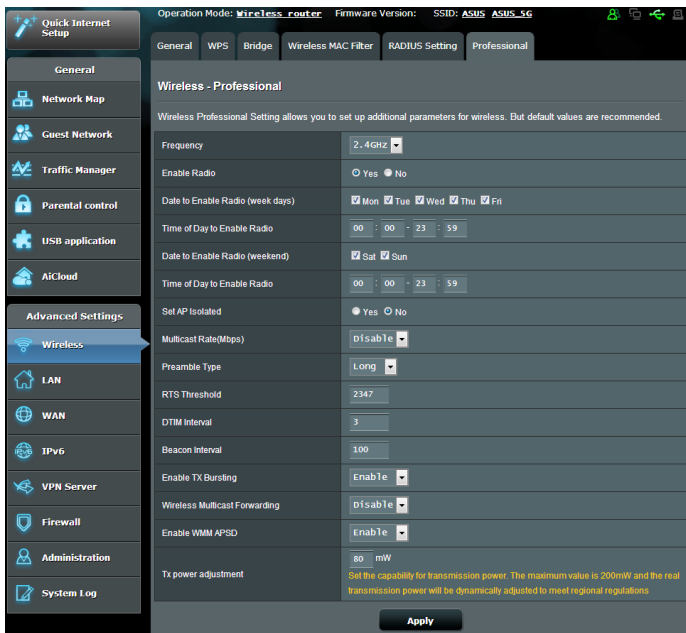 Quick Internet Setup
Operation Mode: Wireless router Firmware Version: SSID: ASUS ASUS_5G
General WPS Bridge Wireless MAC Filter RADIUS Setting Professional
General
Network Map
Guest Network
Traffic Manager
Parental control
USB application
AiCloud
Advanced Settings
Wireless
LAN
WAN
IPv6
IPv6
VPN Server
Firewall
Administration
System Log
Wireless - Professional
Wireless Professional Setting allows you to set up additional parameters for wireless. But default values are recommended.
Frequency 2.4GHz
Enable Radio Yes No
Date to Enable Radio (week days) Mon Tue Wed Thu Fri
Time of Day to Enable Radio 00 : 00 - 23 : 59
Date to Enable Radio (weekend) Sat Sun
Time of Day to Enable Radio 00 : 00 - 23 : 59
Set AP Isolated Yes No
Multicast Rate(Mbps) Disable
Preamble Type Long
RTS Threshold 2347
DTIM Interval 3
Beacon Interval 100
Enable TX Bursting Enable
Wireless Multicast Forwarding Disable
Enable WMM APSD Enable
Tx power adjustment 80 mW
Set the capability for transmission power. The maximum value is 200mW and the real
transmission power will be dynamically adjusted to meet regional regulations
Apply